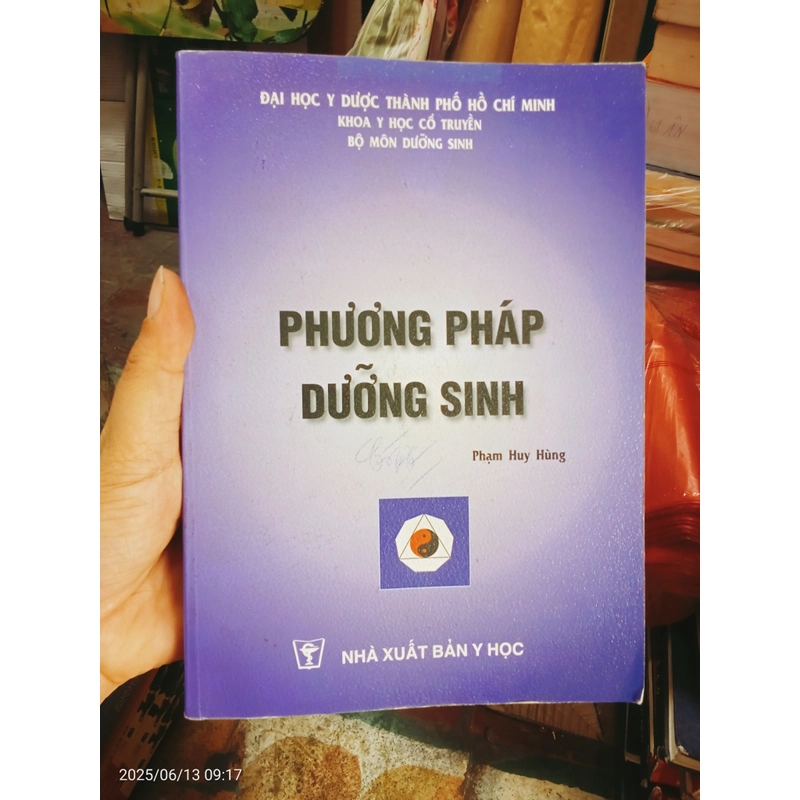 ĐẠI HỌC Y DƯỢC THÀNH PHỐ HỒ CHÍ MINH
KHOA Y HỌC CỔ TRUYỀN
BỘ MÔN DƯỠNG SINH
PHƯƠNG PHÁP
DƯỠNG SINH
Phạm Huy Hùng
NHÀ XUẤT BẢN Y HỌC
2025/06/13 09:17